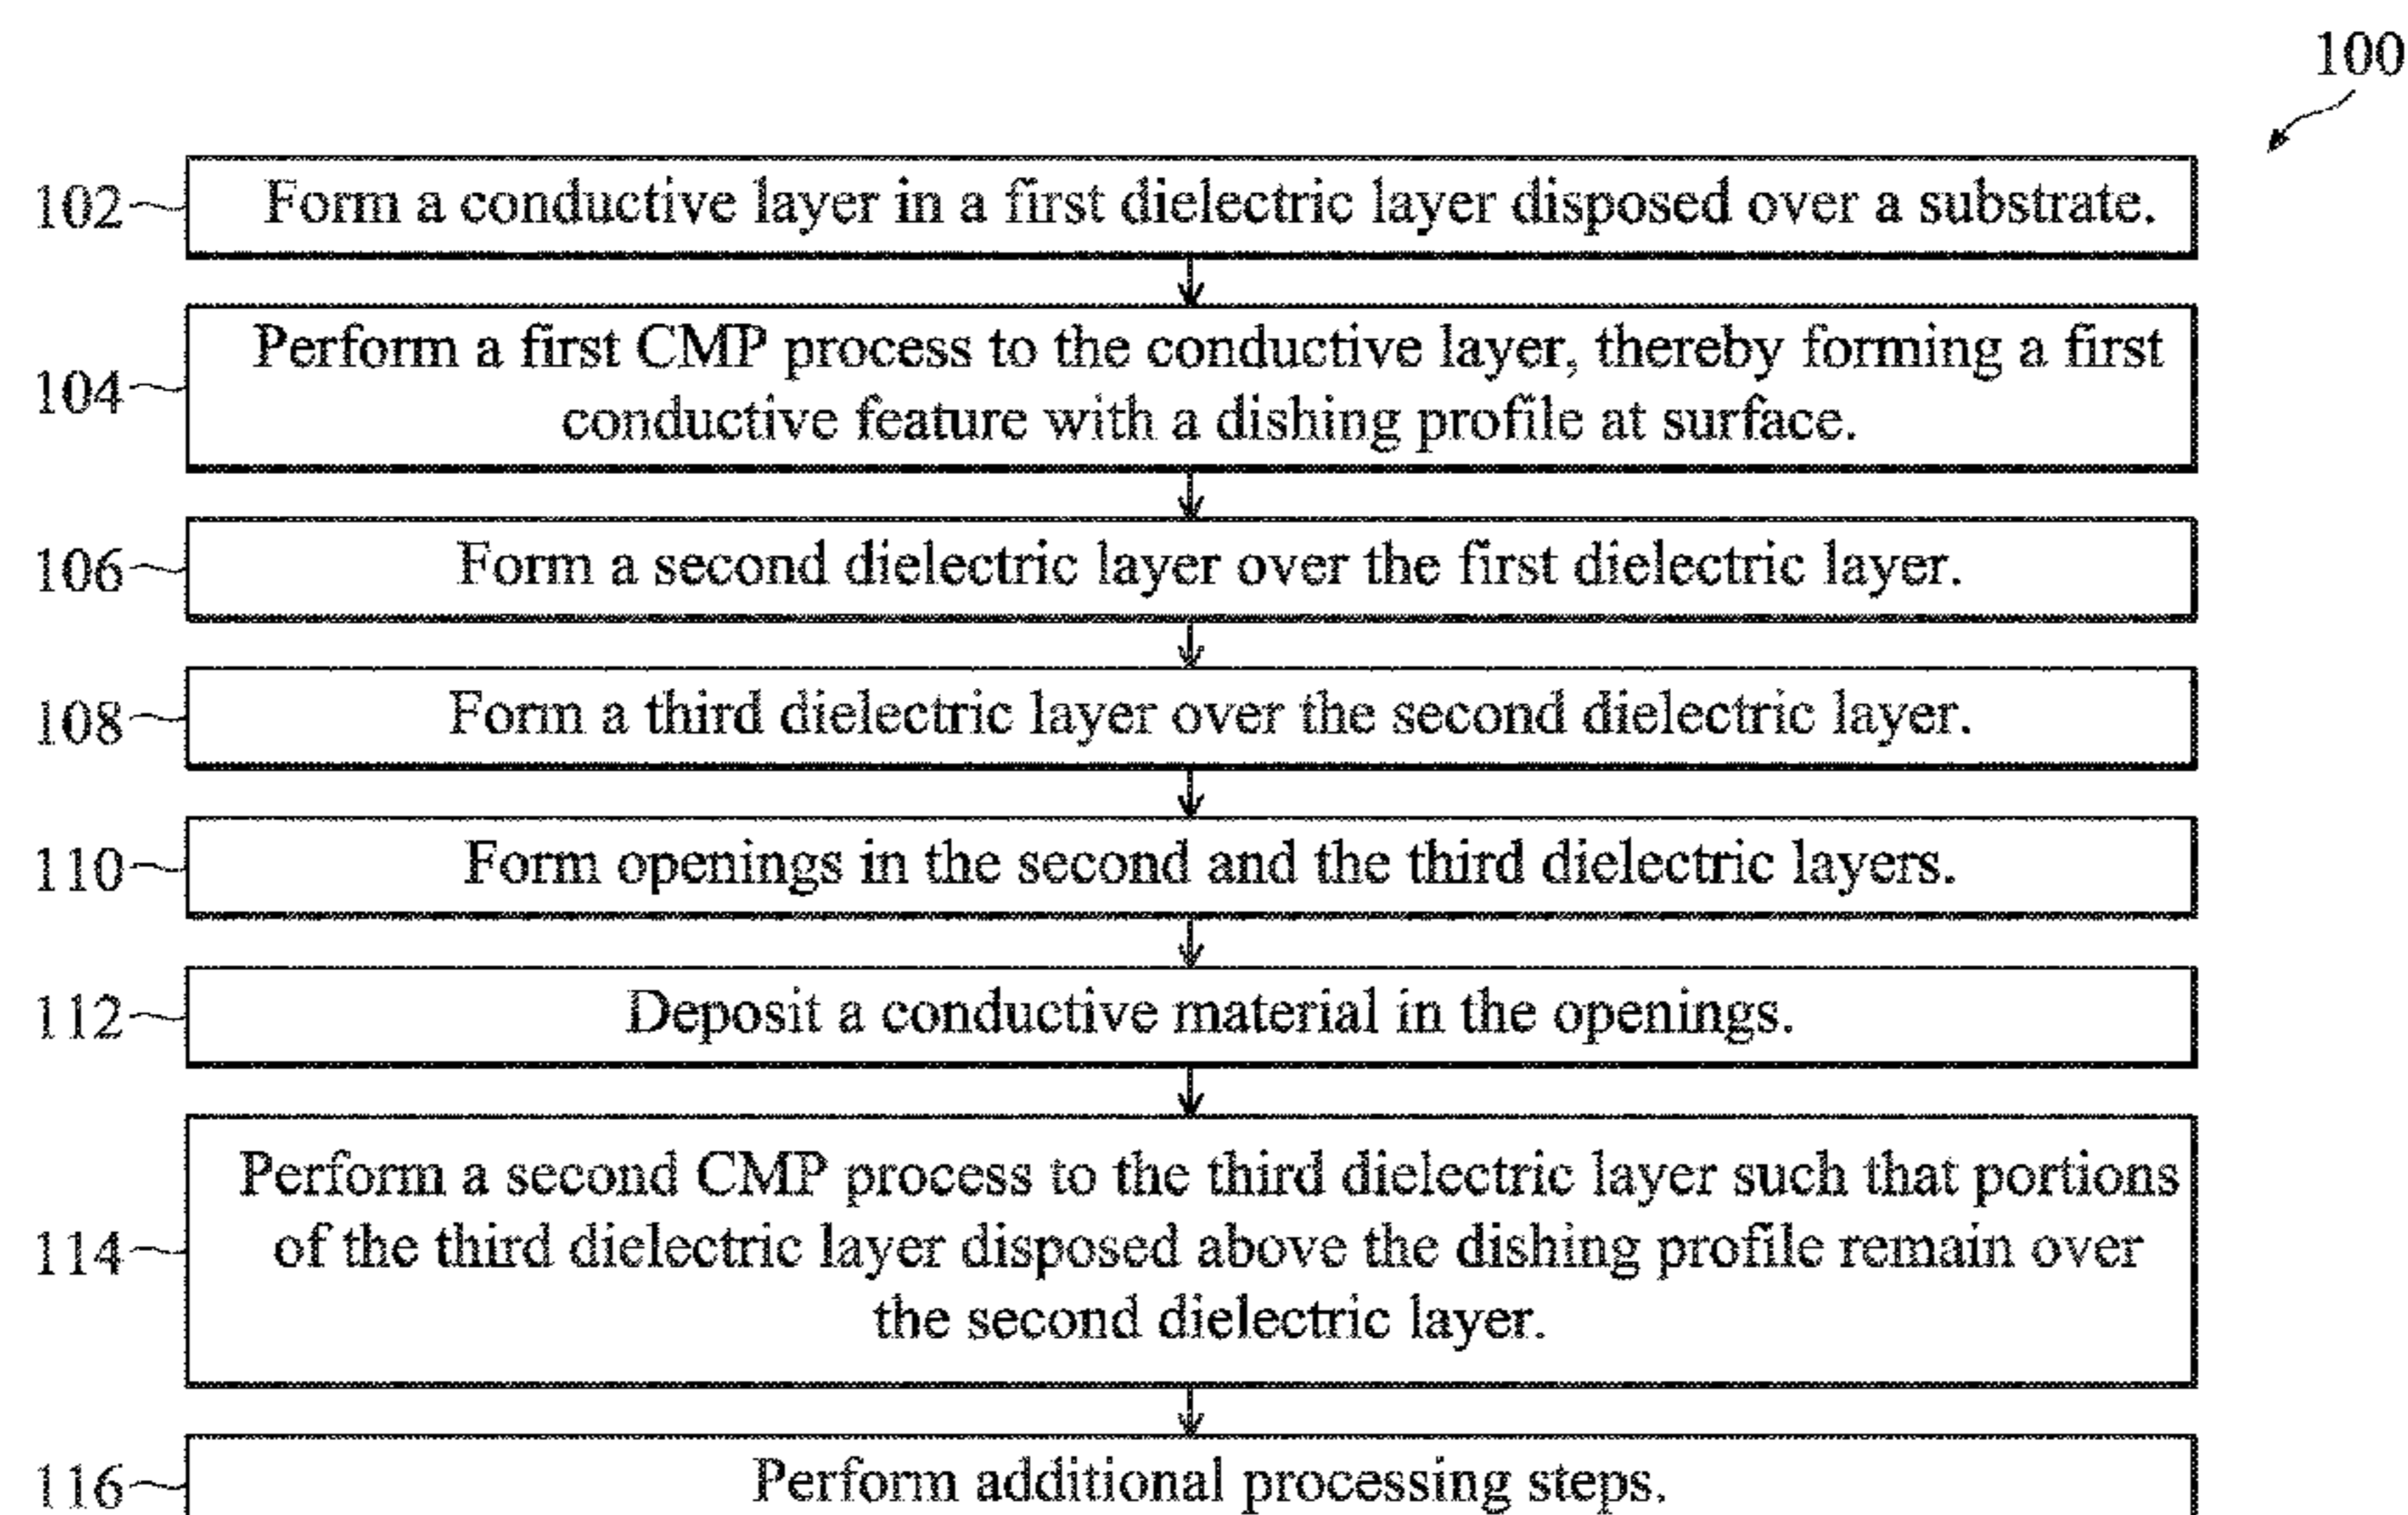 100
102 Form a conductive layer in a first dielectric layer disposed over a substrate.
104 Perform a first CMP process to the conductive layer, thereby forming a first
conductive feature with a dishing profile at surface.
106 Form a second dielectric layer over the first dielectric layer.
108 Form a third dielectric layer over the second dielectric layer.
110 Form openings in the second and the third dielectric layers.
112 Deposit a conductive material in the openings.
114 Perform a second CMP process to the third dielectric layer such that portions
of the third dielectric layer disposed above the dishing profile remain over
the second dielectric layer.
116 Perform additional processing steps.